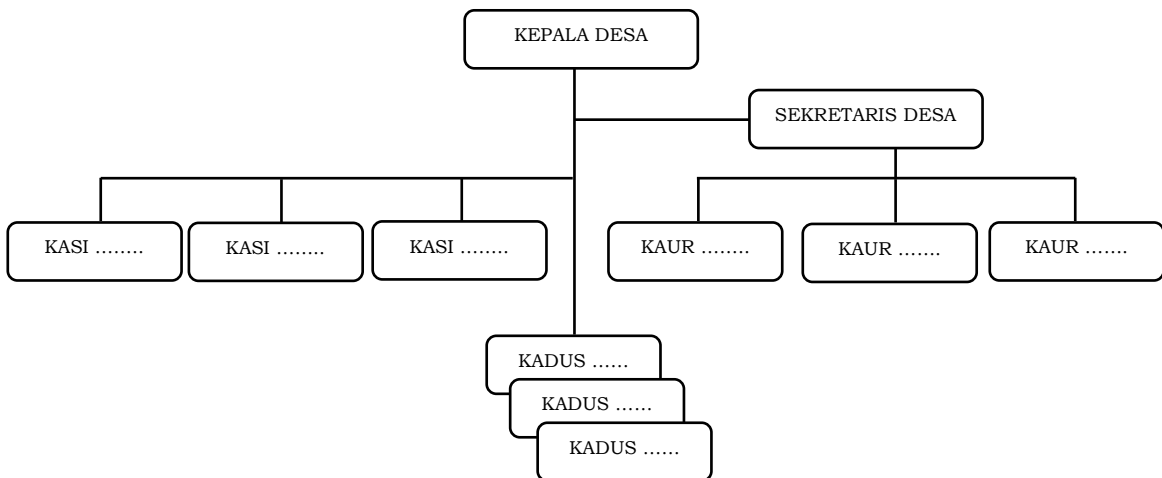 KEPALA DESA
SEKRETARIS DESA
KASI ........
KASI ........
KASI ........
KAUR ........
KAUR .......
KAUR .......
KADUS ......
KADUS ......
KADUS ......